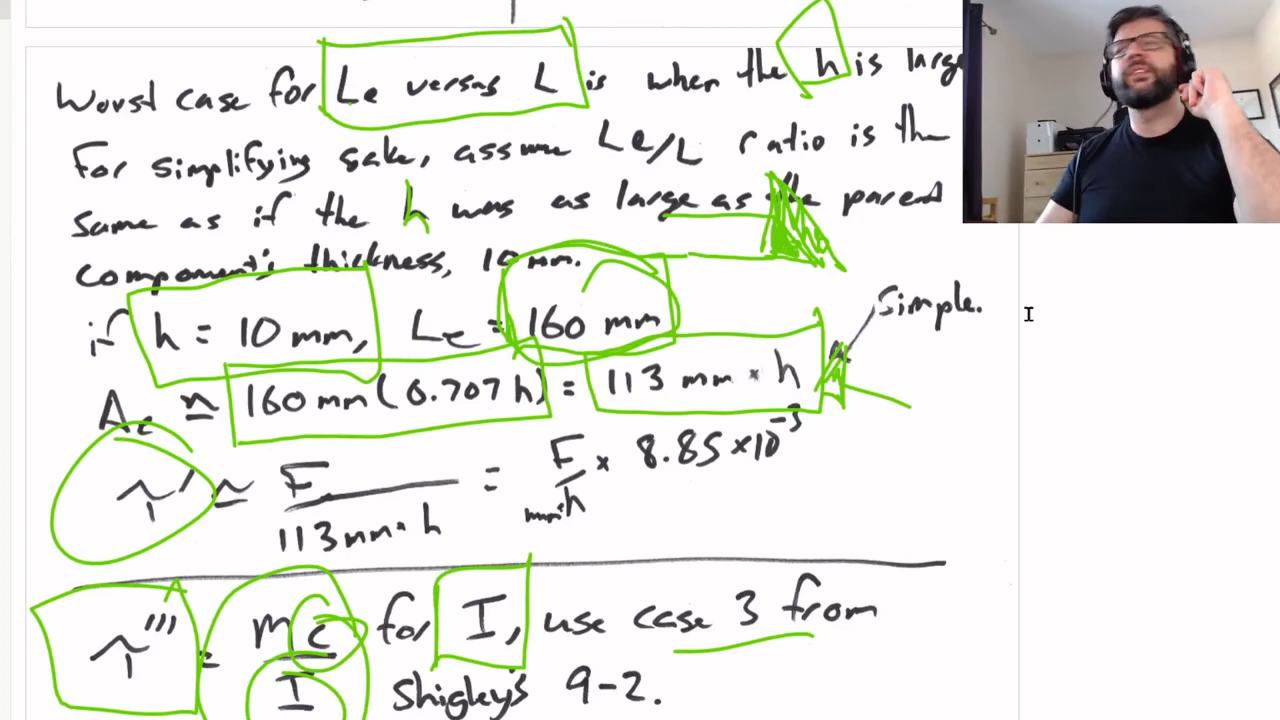 Worst case for Le versus L is when the h is large
For simplifying sake, assume Le/L ratio is the
same as if the h was as large as the parent
component's thickness, 10 mm.
if h = 10 mm, Le = 160 mm
simple.
Ae ≈ 160 mm (0.707 h) = 113 mm · h
τ' ≈ F / 113 mm · h = F / mm·h × 8.85×10⁻³
τ''' = mc / I for I, use case 3 from
Shigley's 9-2.